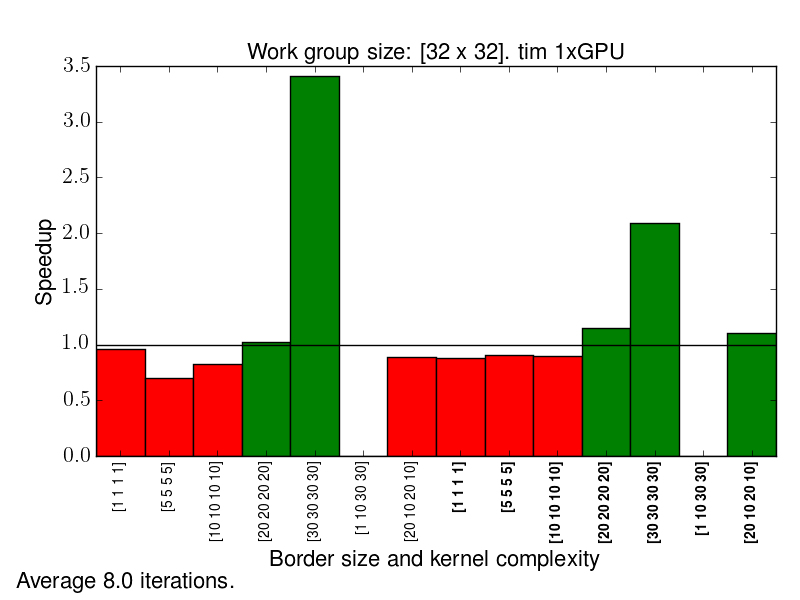 Work group size: [32 x 32]. tim 1xGPU
3.5
3.0
2.5
2.0
1.5
1.0
0.5
0.0
Speedup
[1 1 1 1]
[5 5 5 5]
[10 10 10 10]
[20 20 20 20]
[30 30 30 30]
[1 10 30 30]
[20 10 20 10]
[1 1 1 1]
[5 5 5 5]
[10 10 10 10]
[20 20 20 20]
[30 30 30 30]
[1 10 30 30]
[20 10 20 10]
Border size and kernel complexity
Average 8.0 iterations.